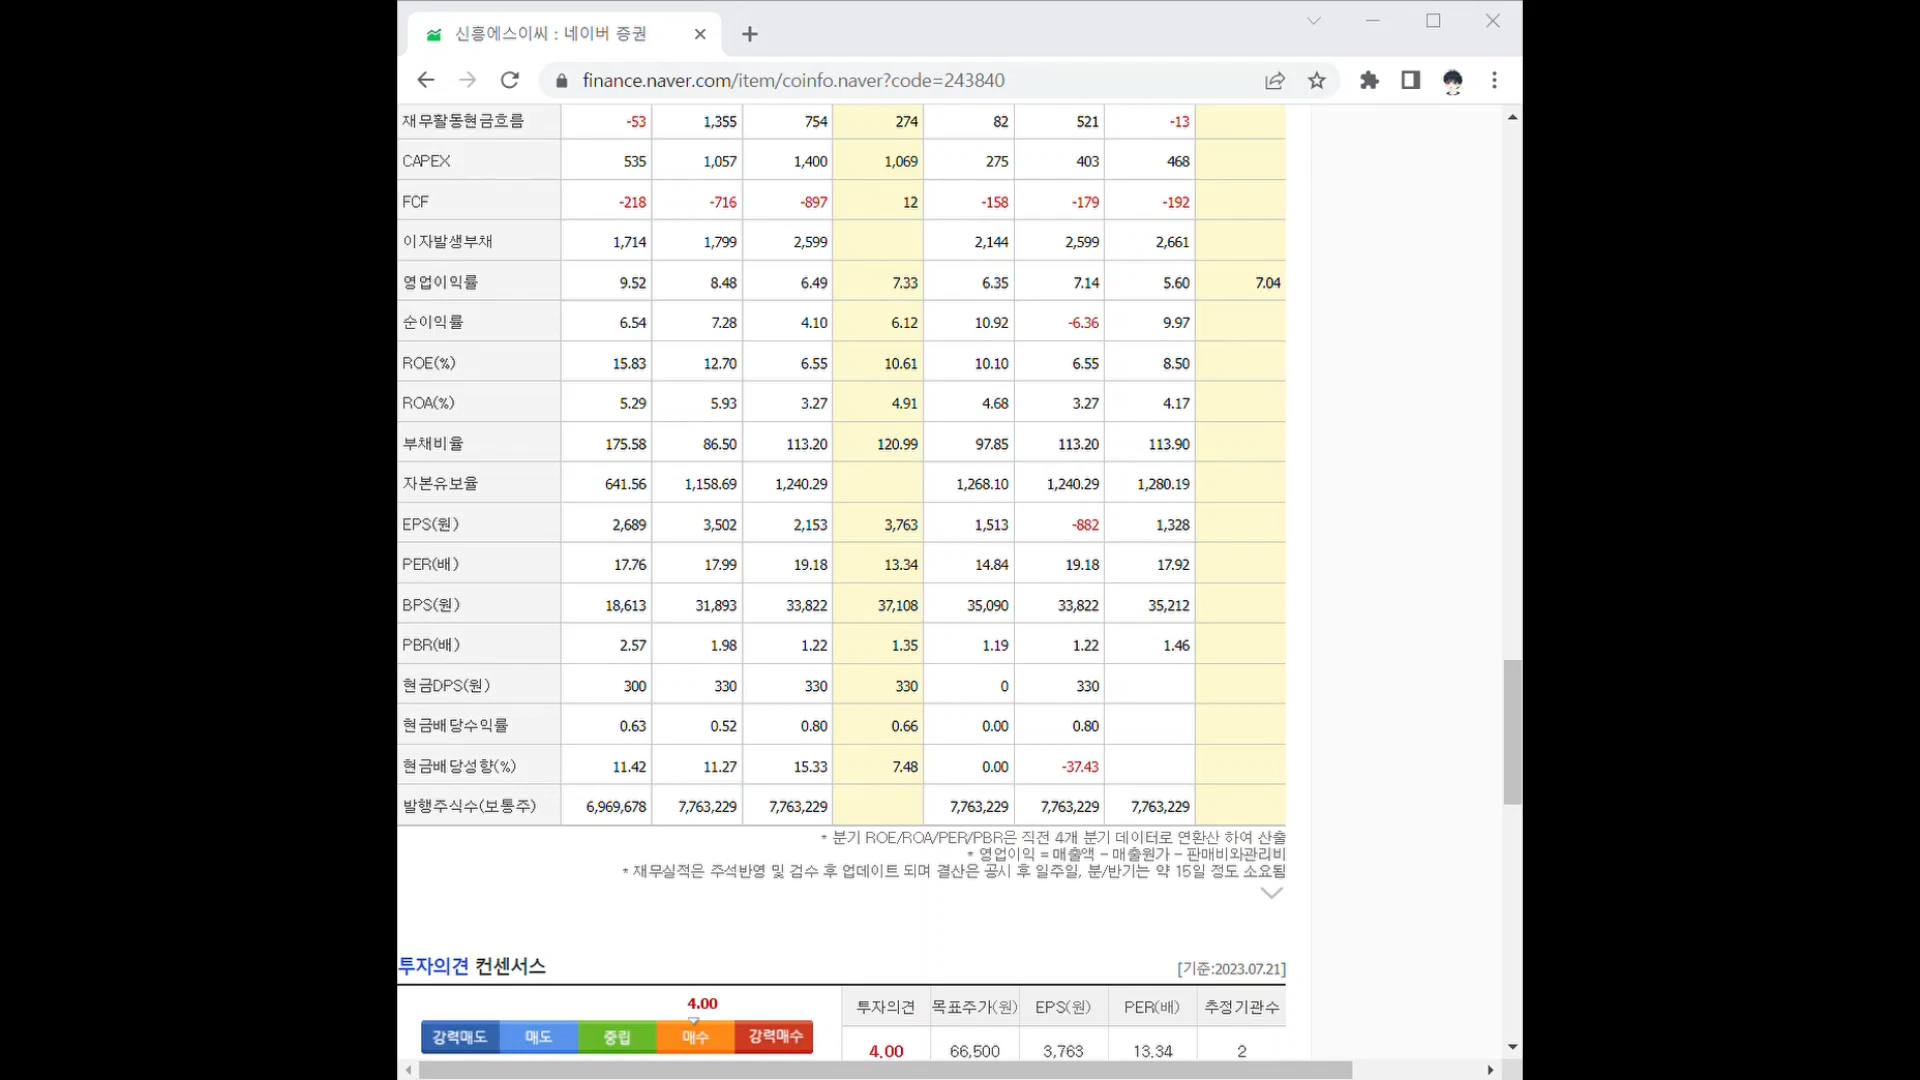 신흥에스이씨 : 네이버 증권
finance.naver.com/item/coinfo.naver?code=243840
재무활동현금흐름 -53 1,355 754 274 82 521 -13
CAPEX 535 1,057 1,400 1,069 275 403 468
FCF -218 -716 -897 12 -158 -179 -192
이자발생부채 1,714 1,799 2,599 2,144 2,599 2,661
영업이익률 9.52 8.48 6.49 7.33 6.35 7.14 5.60 7.04
순이익률 6.54 7.28 4.10 6.12 10.92 -6.36 9.97
ROE(%) 15.83 12.70 6.55 10.61 10.10 6.55 8.50
ROA(%) 5.29 5.93 3.27 4.91 4.68 3.27 4.17
부채비율 175.58 86.50 113.20 120.99 97.85 113.20 113.90
자본유보율 641.56 1,158.69 1,240.29 1,268.10 1,240.29 1,280.19
EPS(원) 2,689 3,502 2,153 3,763 1,513 -882 1,328
PER(배) 17.76 17.99 19.18 13.34 14.84 19.18 17.92
BPS(원) 18,613 31,893 33,822 37,108 35,090 33,822 35,212
PBR(배) 2.57 1.98 1.22 1.35 1.19 1.22 1.46
현금DPS(원) 300 330 330 330 0 330
현금배당수익률 0.63 0.52 0.80 0.66 0.00 0.80
현금배당성향(%) 11.42 11.27 15.33 7.48 0.00 -37.43
발행주식수(보통주) 6,969,678 7,763,229 7,763,229 7,763,229 7,763,229 7,763,229
* 분기 ROE/ROA/PER/PBR은 직전 4개 분기 데이터로 연환산 하여 산출
* 영업이익 = 매출액 - 매출원가 - 판매비와관리비
* 재무실적은 주석반영 및 검수 후 업데이트 되며 결산은 공시 후 일주일, 분/반기는 약 15일 정도 소요됨
투자의견 컨센서스 [기준:2023.07.21]
4.00
강력매도 매도 중립 매수 강력매수
투자의견 목표주가(원) EPS(원) PER(배) 추정기관수
4.00 66,500 3,763 13.34 2